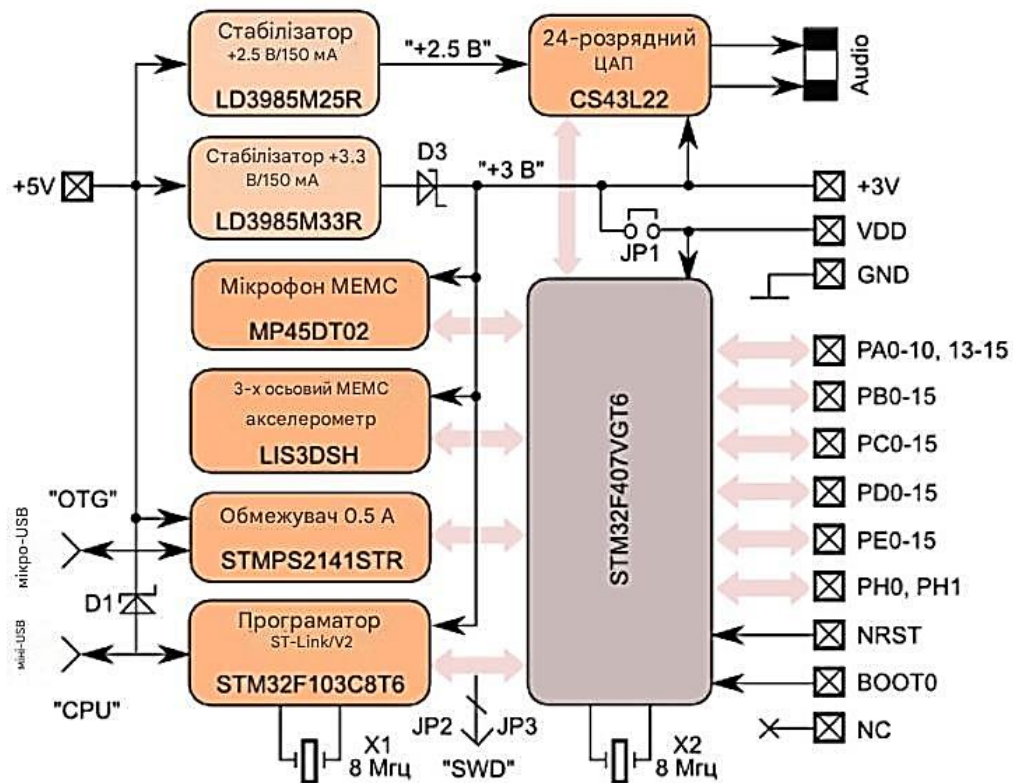 Стабілізатор
+2.5 В/150 мА
LD3985M25R
"+2.5 В"
24-розрядний
ЦАП
CS43L22
Audio
+5V
Стабілізатор +3.3
В/150 мА
LD3985M33R
D3
"+3 В"
+3V
JP1
VDD
GND
Мікрофон МЕМС
MP45DT02
3-х осьовий МЕМС
акселерометр
LIS3DSH
STM32F407VGT6
PA0-10, 13-15
PB0-15
PC0-15
PD0-15
PE0-15
PH0, PH1
NRST
BOOT0
NC
"OTG"
мікро-USB
Обмежувач 0.5 А
STMPS2141STR
D1
міні-USB
"CPU"
Програматор
ST-Link/V2
STM32F103C8T6
X1
8 Мгц
JP2
JP3
"SWD"
X2
8 Мгц